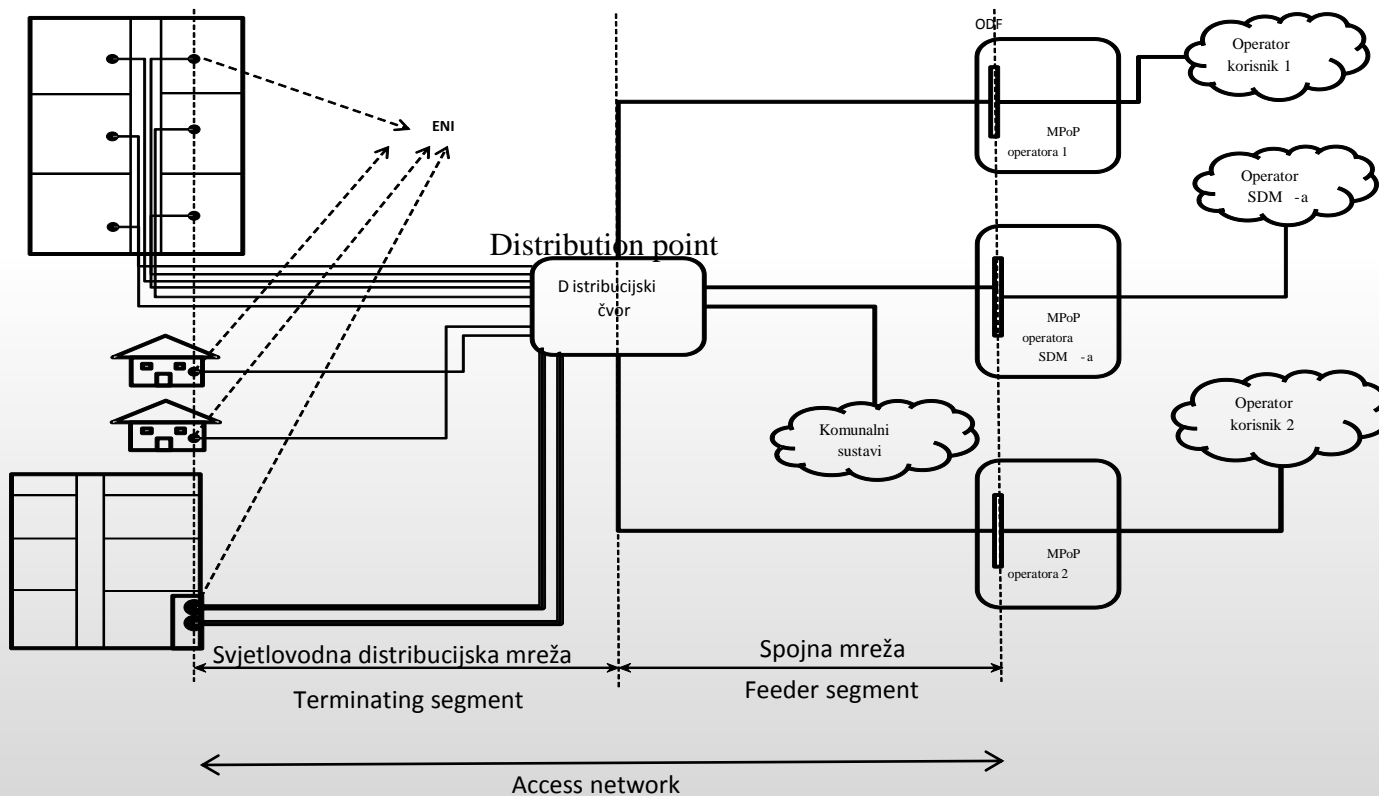 ODF
Operator
korisnik 1
ENI
MPoP
operatora 1
Operator
SDM -a
Distribution point
D istribucijski
čvor
MPoP
operatora
SDM -a
Operator
korisnik 2
Komunalni
sustavi
MPoP
operatora 2
Svjetlovodna distribucijska mreža
Spojna mreža
Terminating segment
Feeder segment
Access network